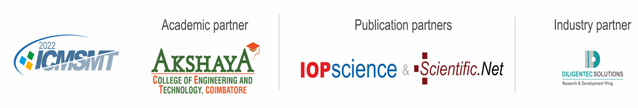 2022
ICMSMT
Academic partner
AKSHAYA
COLLEGE OF ENGINEERING AND
TECHNOLOGY, COIMBATORE
Publication partners
IOPscience & Scientific.Net
Industry partner
DILIGENTEC SOLUTIONS
Research & Development Wing